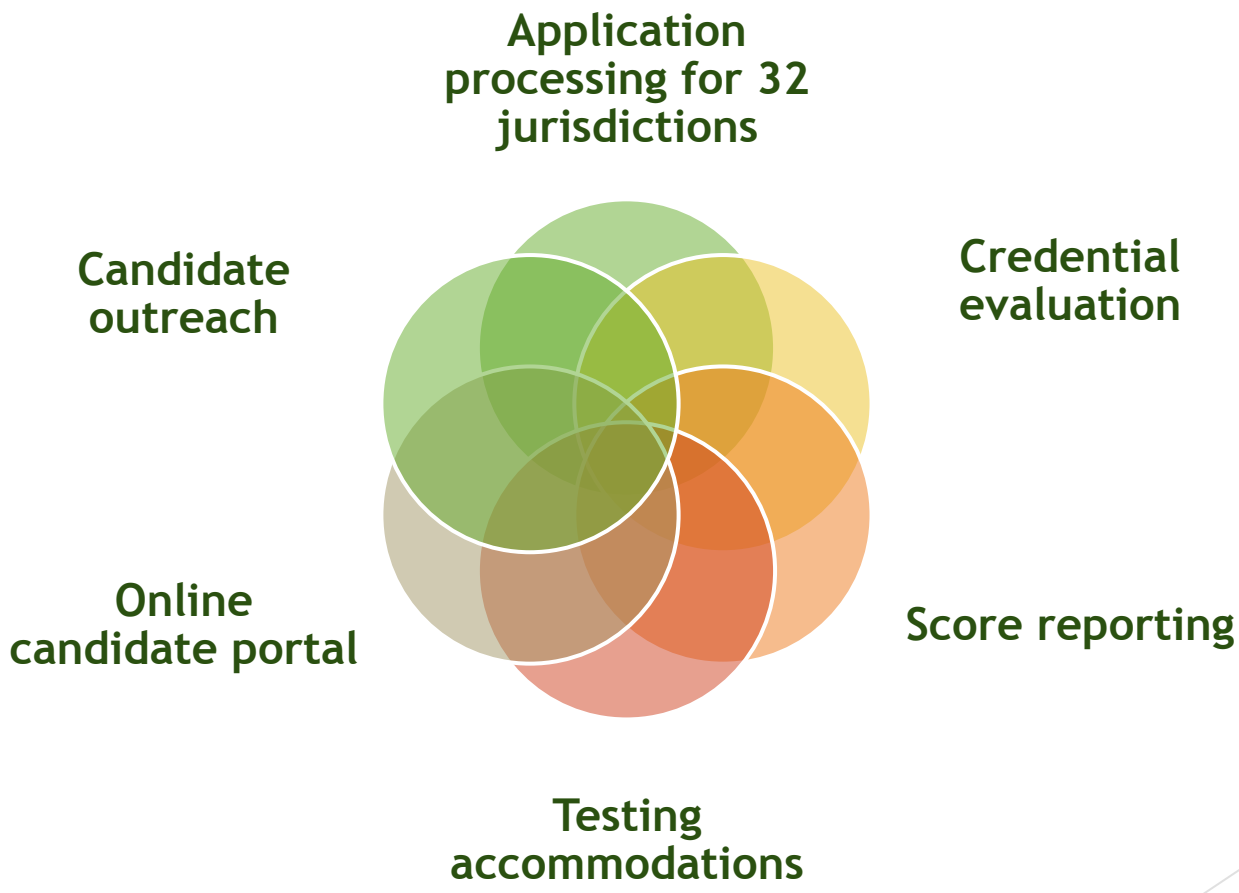 Application
processing for 32
jurisdictions
Credential
evaluation
Score reporting
Testing
accommodations
Online
candidate portal
Candidate
outreach